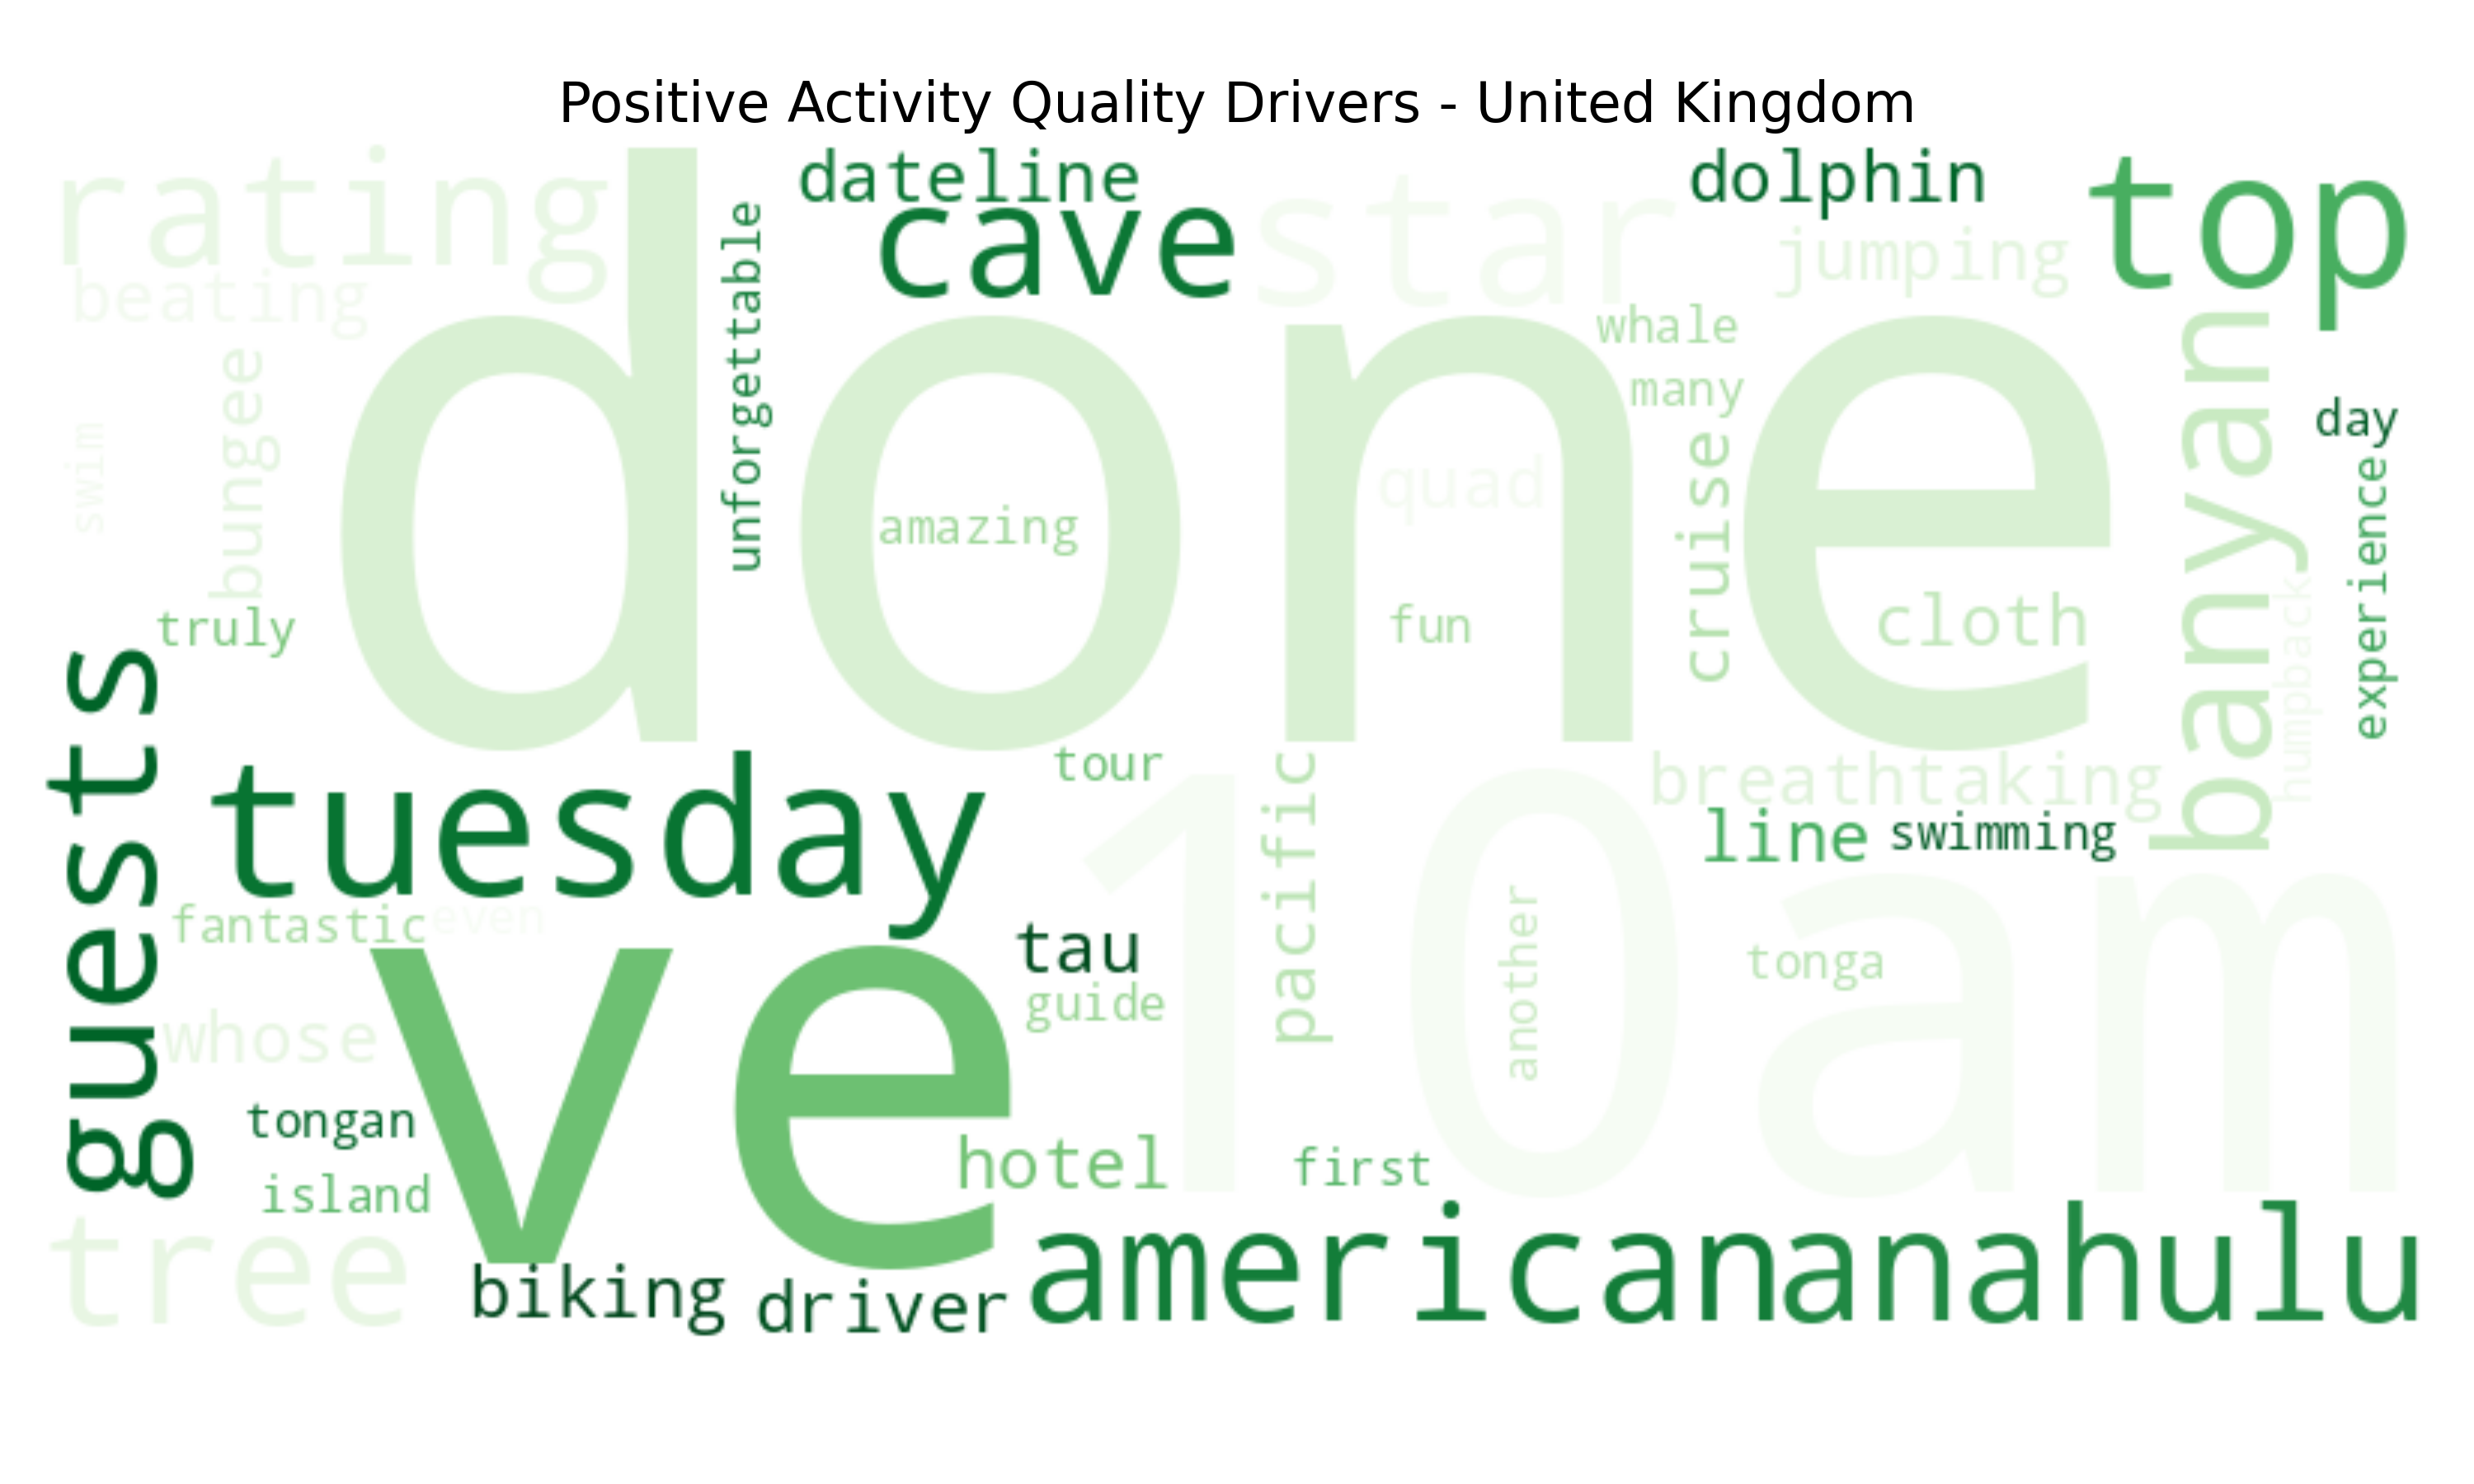 Positive Activity Quality Drivers - United Kingdom
rating
dateline
dolphin
top
cave
star
jumping
beating
unforgettable
whale
many
banyan
day
bungee
swim
done
quad
cruise
experience
amazing
fun
cloth
truly
humpback
guests
tuesday
tour
pacific
breathtaking
line
swimming
fantastic
even
tau
another
tonga
10am
guide
whose
ve
tongan
hotel
first
island
tree
biking
driver
american
anahulu